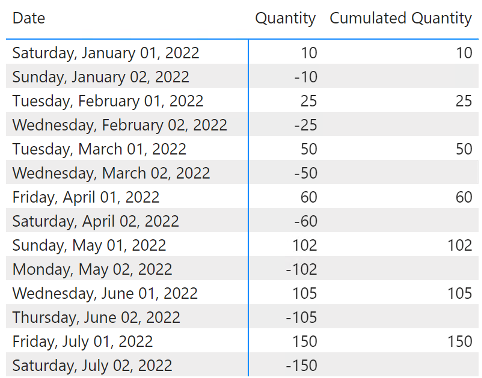 Date Quantity Cumulated Quantity
Saturday, January 01, 2022 10 10
Sunday, January 02, 2022 -10
Tuesday, February 01, 2022 25 25
Wednesday, February 02, 2022 -25
Tuesday, March 01, 2022 50 50
Wednesday, March 02, 2022 -50
Friday, April 01, 2022 60 60
Saturday, April 02, 2022 -60
Sunday, May 01, 2022 102 102
Monday, May 02, 2022 -102
Wednesday, June 01, 2022 105 105
Thursday, June 02, 2022 -105
Friday, July 01, 2022 150 150
Saturday, July 02, 2022 -150